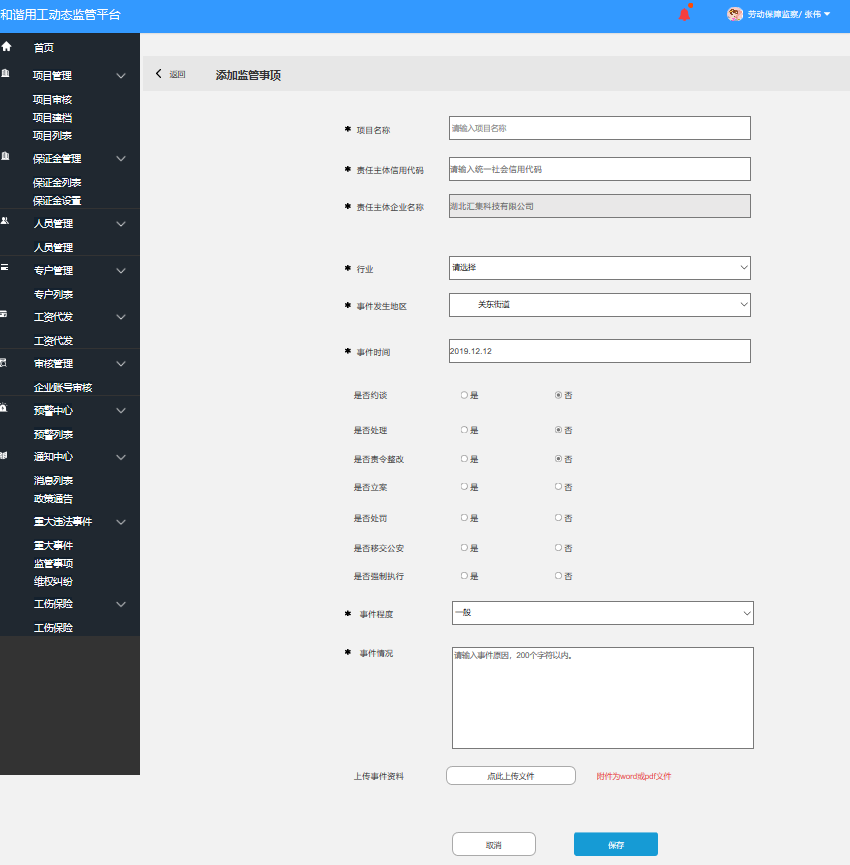 和谐用工动态监管平台
劳动保障监察/ 张伟
首页
项目管理
项目审核
项目建档
项目列表
保证金管理
保证金列表
保证金设置
人员管理
人员管理
专户管理
专户列表
工资代发
工资代发
审核管理
企业账号审核
预警中心
预警列表
通知中心
消息列表
政策通告
重大违法事件
重大事件
监管事项
维权纠纷
工伤保险
工伤保险
返回 添加监管事项
✱ 项目名称 请输入项目名称
✱ 责任主体信用代码 请输入统一社会信用代码
✱ 责任主体企业名称 湖北汇集科技有限公司
✱ 行业 请选择
✱ 事件发生地区 关东街道
✱ 事件时间 2019.12.12
是否约谈 是 否
是否处理 是 否
是否责令整改 是 否
是否立案 是 否
是否处罚 是 否
是否移交公安 是 否
是否强制执行 是 否
✱ 事件程度 一般
✱ 事件情况 请输入事件原因，200个字符以内。
上传事件资料 点此上传文件 附件为word或pdf文件
取消 保存